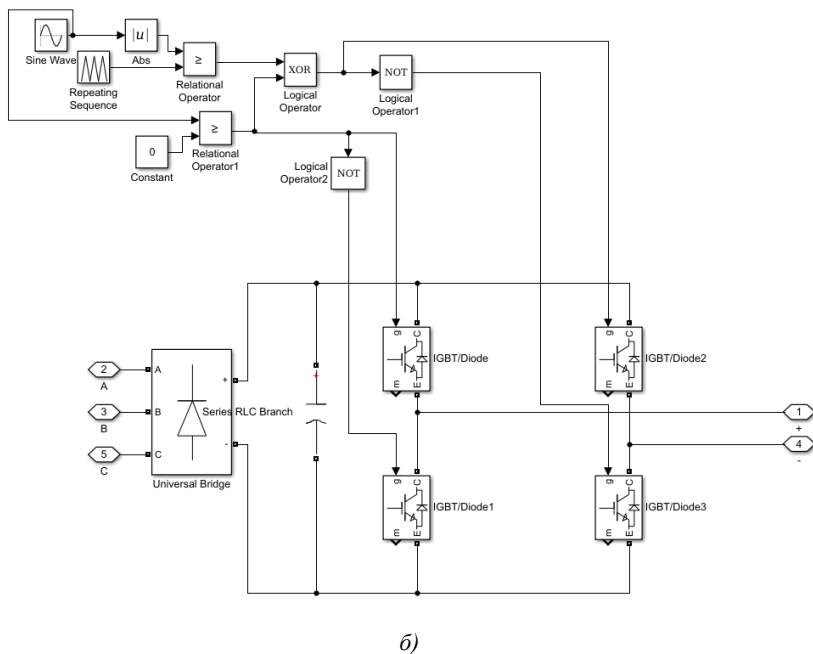 Sine Wave
|u|
Abs
Repeating
Sequence
≥
Relational
Operator
XOR
Logical
Operator
NOT
Logical
Operator1
0
Constant
≥
Relational
Operator1
Logical
Operator2
NOT
g
C
m
E
IGBT/Diode
g
C
m
E
IGBT/Diode2
2
A
3
B
5
C
A
B
C
+
-
Universal Bridge
Series RLC Branch
+
1
+
4
-
g
C
m
E
IGBT/Diode1
g
C
m
E
IGBT/Diode3
б)